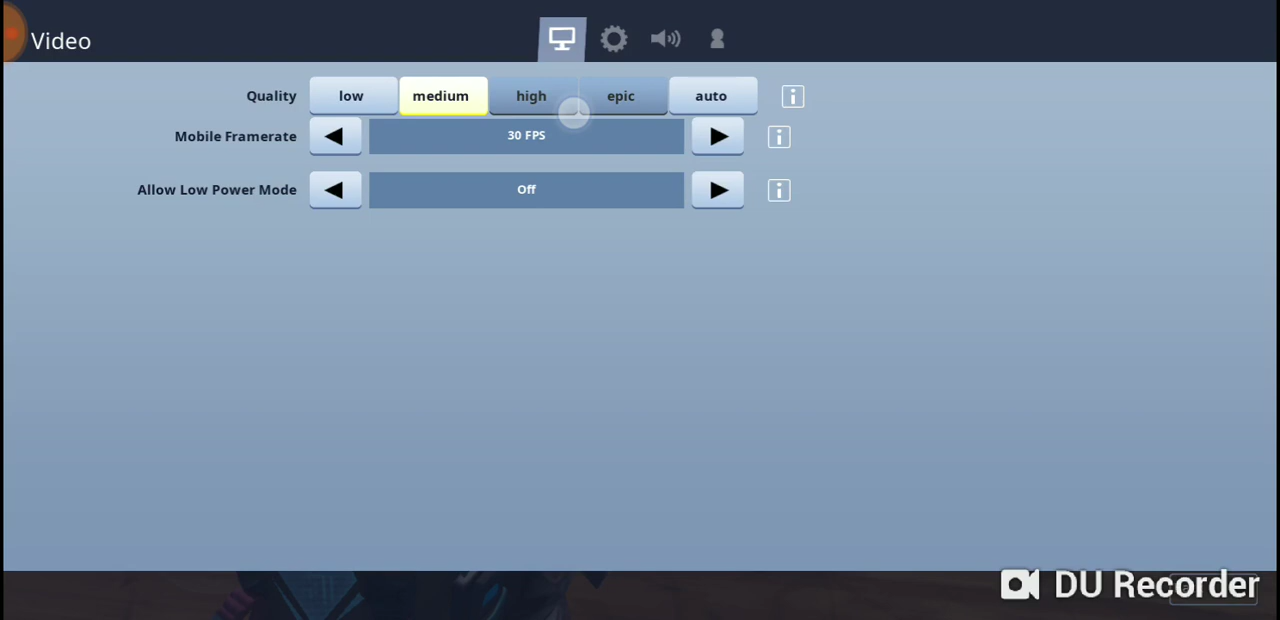 Video
Quality low medium high epic auto
Mobile Framerate 30 FPS
Allow Low Power Mode Off
DU Recorder